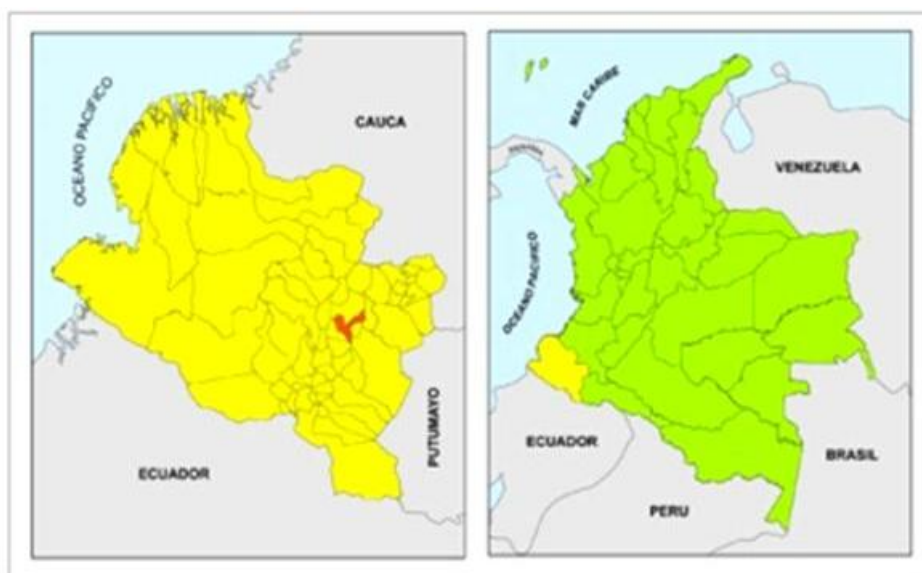 OCEANO PACIFICO
CAUCA
ECUADOR
PUTUMAYO
MAR CARIBE
VENEZUELA
OCEANO PACIFICO
ECUADOR
BRASIL
PERU